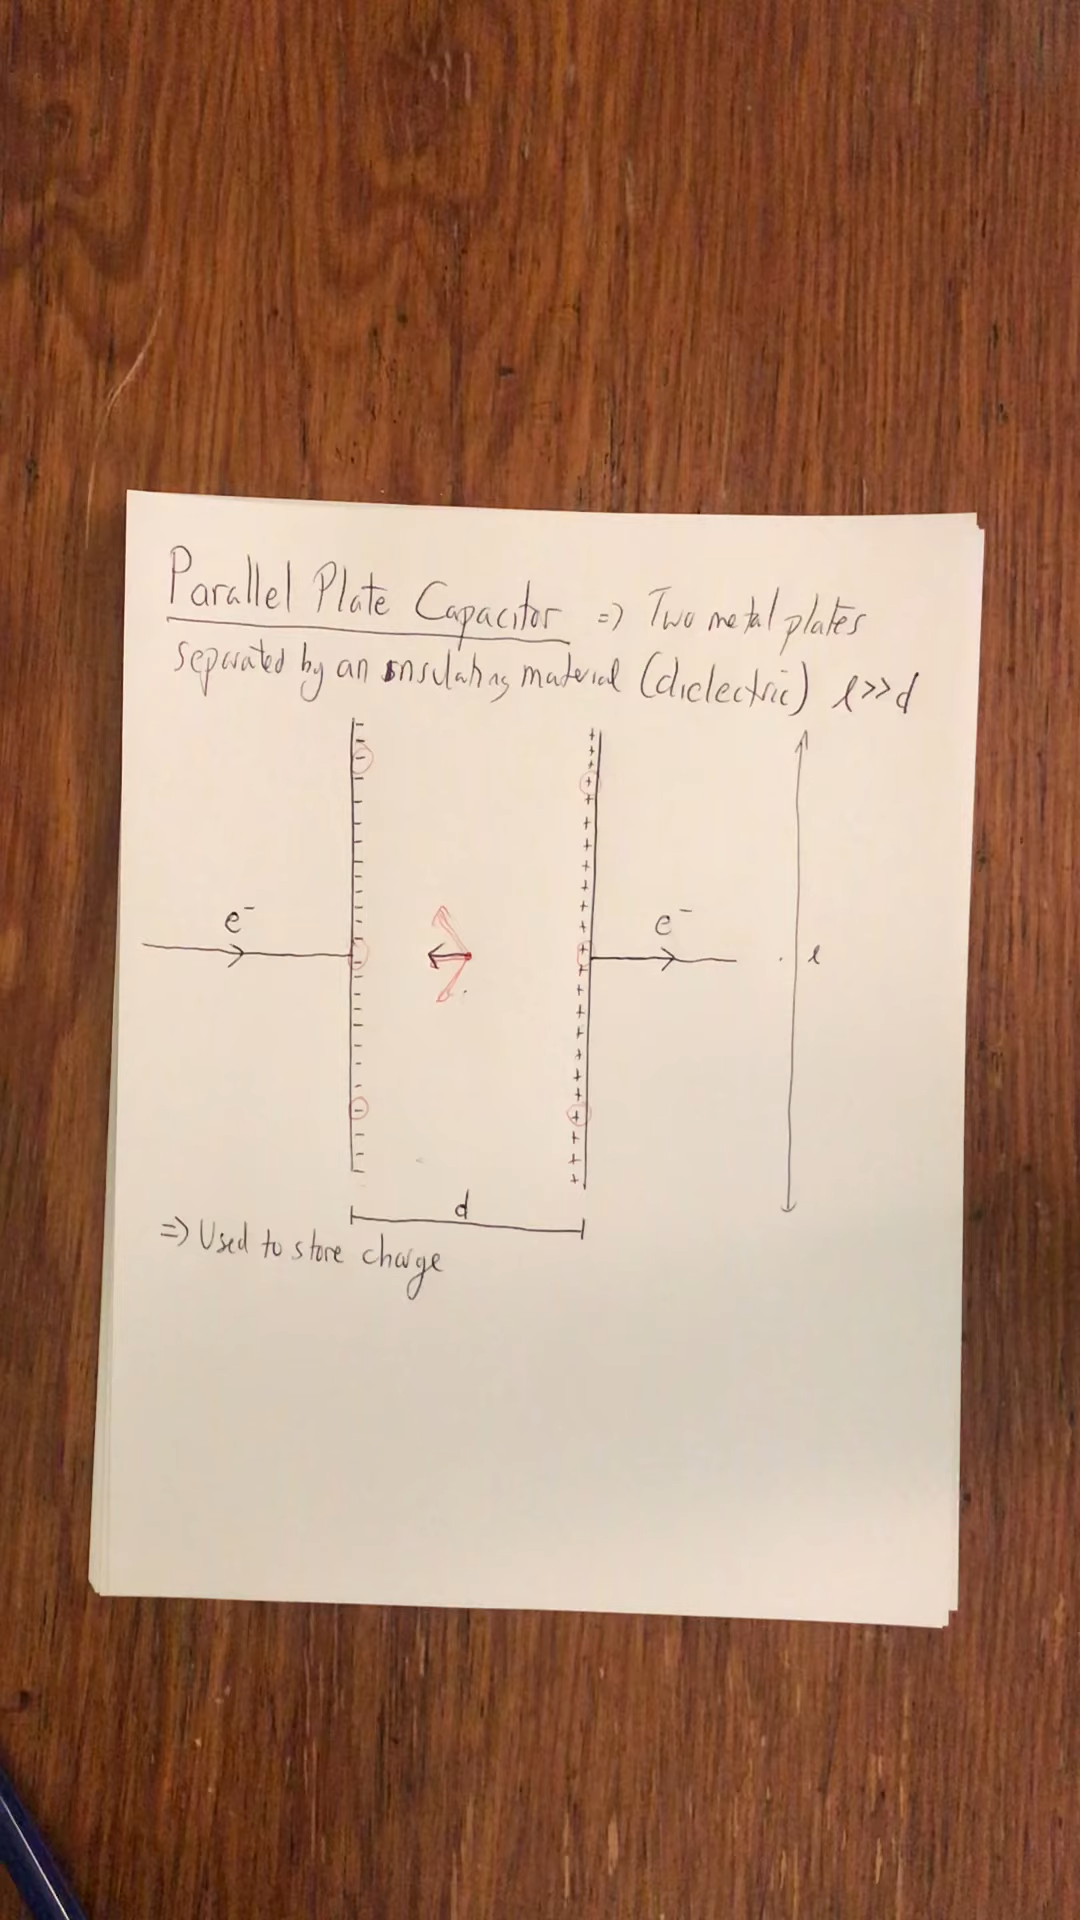 Parallel Plate Capacitor => Two metal plates
separated by an insulating material (dielectric) l>>d
e⁻ e⁻
l
d
=> Used to store charge